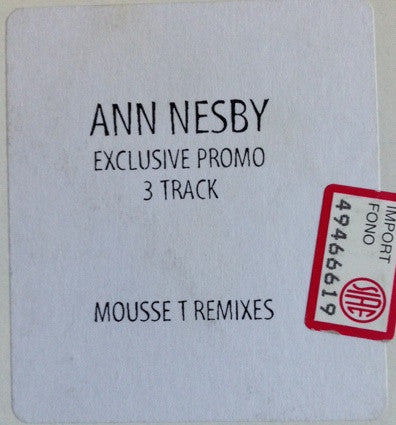 ANN NESBY
EXCLUSIVE PROMO
3 TRACK
MOUSSE T REMIXES
IMPORT
FONO
49466619
SIAE